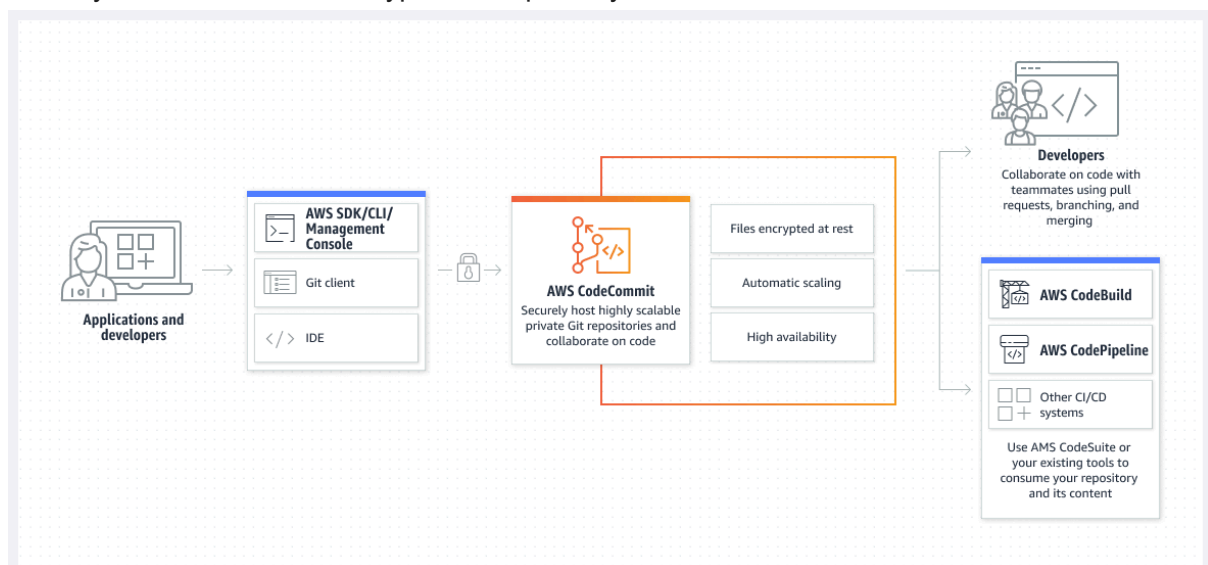 AWS SDK/CLI/
Management
Console
Git client
</> IDE
Applications and
developers
AWS CodeCommit
Securely host highly scalable
private Git repositories and
collaborate on code
Files encrypted at rest
Automatic scaling
High availability
Developers
Collaborate on code with
teammates using pull
requests, branching, and
merging
AWS CodeBuild
AWS CodePipeline
Other CI/CD
systems
Use AMS CodeSuite or
your existing tools to
consume your repository
and its content